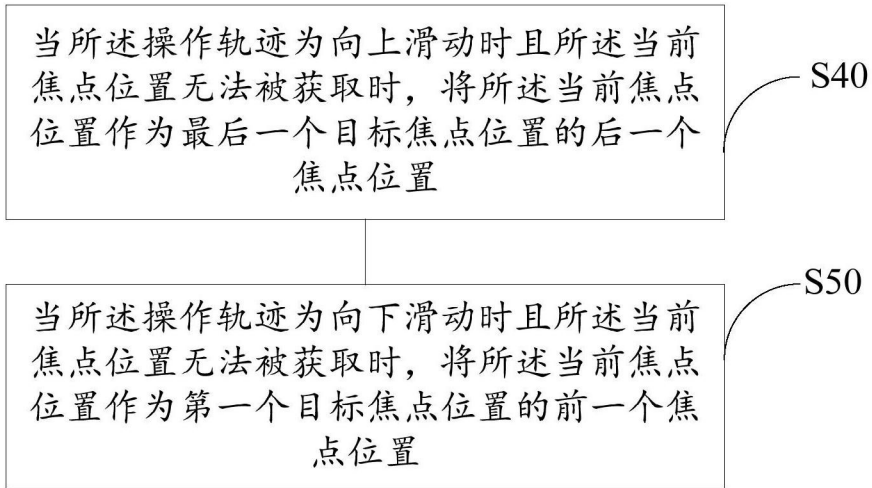 当所述操作轨迹为向上滑动时且所述当前
焦点位置无法被获取时，将所述当前焦点
位置作为最后一个目标焦点位置的后一个
焦点位置
S40
当所述操作轨迹为向下滑动时且所述当前
焦点位置无法被获取时，将所述当前焦点
位置作为第一个目标焦点位置的前一个焦
点位置
S50